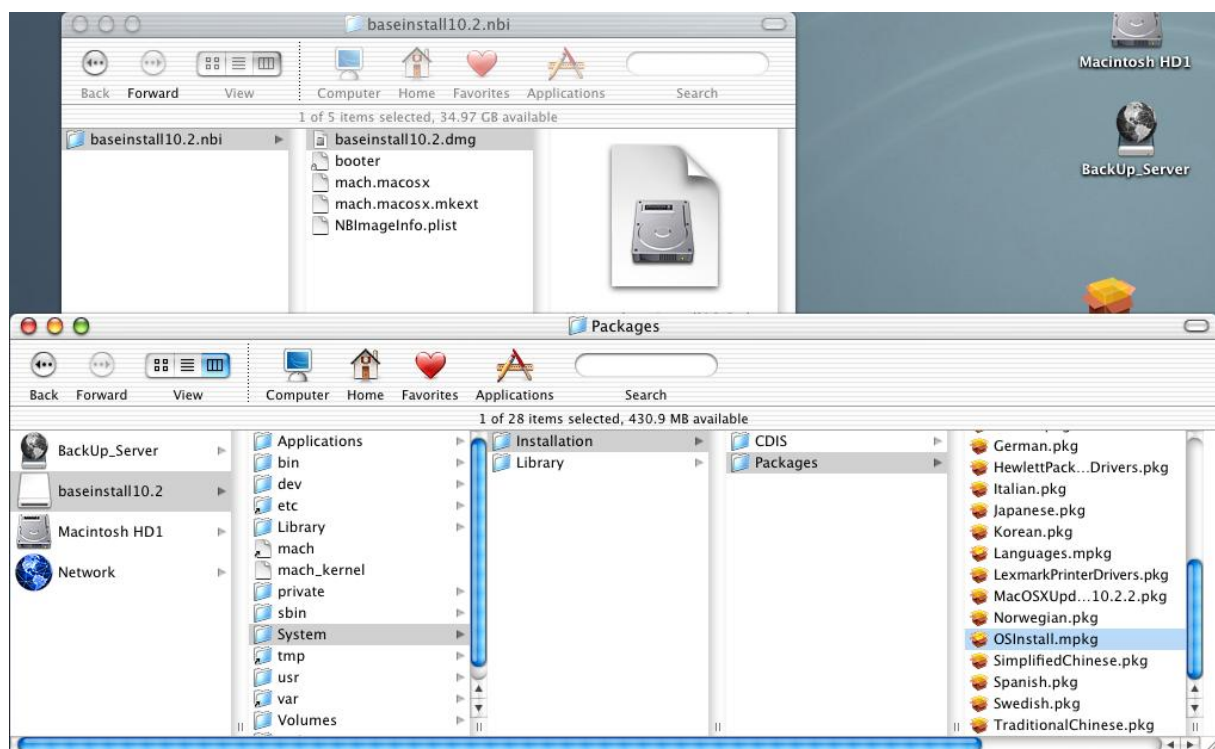 baseinstall10.2.nbi
Back Forward View Computer Home Favorites Applications Search
1 of 5 items selected, 34.97 GB available
baseinstall10.2.nbi
baseinstall10.2.dmg
booter
mach.macosx
mach.macosx.mkext
NBImageInfo.plist
Macintosh HD1
BackUp_Server
Packages
Back Forward View Computer Home Favorites Applications Search
1 of 28 items selected, 430.9 MB available
BackUp_Server
baseinstall10.2
Macintosh HD1
Network
Applications
bin
dev
etc
Library
mach
mach_kernel
private
sbin
System
tmp
usr
var
Volumes
Installation
Library
CDIS
Packages
German.pkg
HewlettPack...Drivers.pkg
Italian.pkg
Japanese.pkg
Korean.pkg
Languages.mpkg
LexmarkPrinterDrivers.pkg
MacOSXUpd...10.2.2.pkg
Norwegian.pkg
OSInstall.mpkg
SimplifiedChinese.pkg
Spanish.pkg
Swedish.pkg
TraditionalChinese.pkg